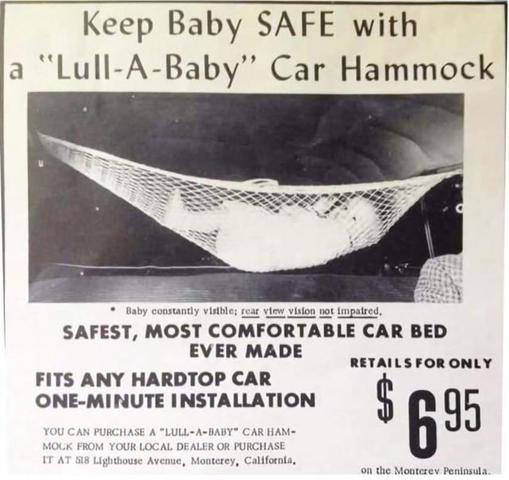 Keep Baby SAFE with
a "Lull-A-Baby" Car Hammock
* Baby constantly visible; rear view vision not impaired.
SAFEST, MOST COMFORTABLE CAR BED
EVER MADE
FITS ANY HARDTOP CAR
ONE-MINUTE INSTALLATION
YOU CAN PURCHASE A "LULL-A-BABY" CAR HAM-
MOCK FROM YOUR LOCAL DEALER OR PURCHASE
IT AT 518 Lighthouse Avenue, Monterey, California.
RETAILS FOR ONLY
$6 95
on the Monterey Peninsula.